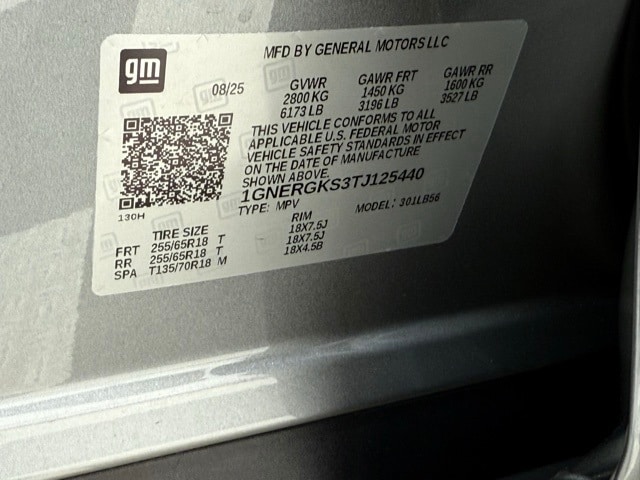 gm
MFD BY GENERAL MOTORS LLC
08/25 GVWR GAWR FRT GAWR RR
2800 KG 1450 KG 1600 KG
6173 LB 3196 LB 3527 LB
THIS VEHICLE CONFORMS TO ALL
APPLICABLE U.S. FEDERAL MOTOR
VEHICLE SAFETY STANDARDS IN EFFECT
ON THE DATE OF MANUFACTURE
SHOWN ABOVE.
1GNERGKS3TJ125440
130H
TYPE: MPV MODEL: 301LB56
TIRE SIZE RIM
FRT 255/65R18 T 18X7.5J
RR 255/65R18 T 18X7.5J
SPA T135/70R18 M 18X4.5B